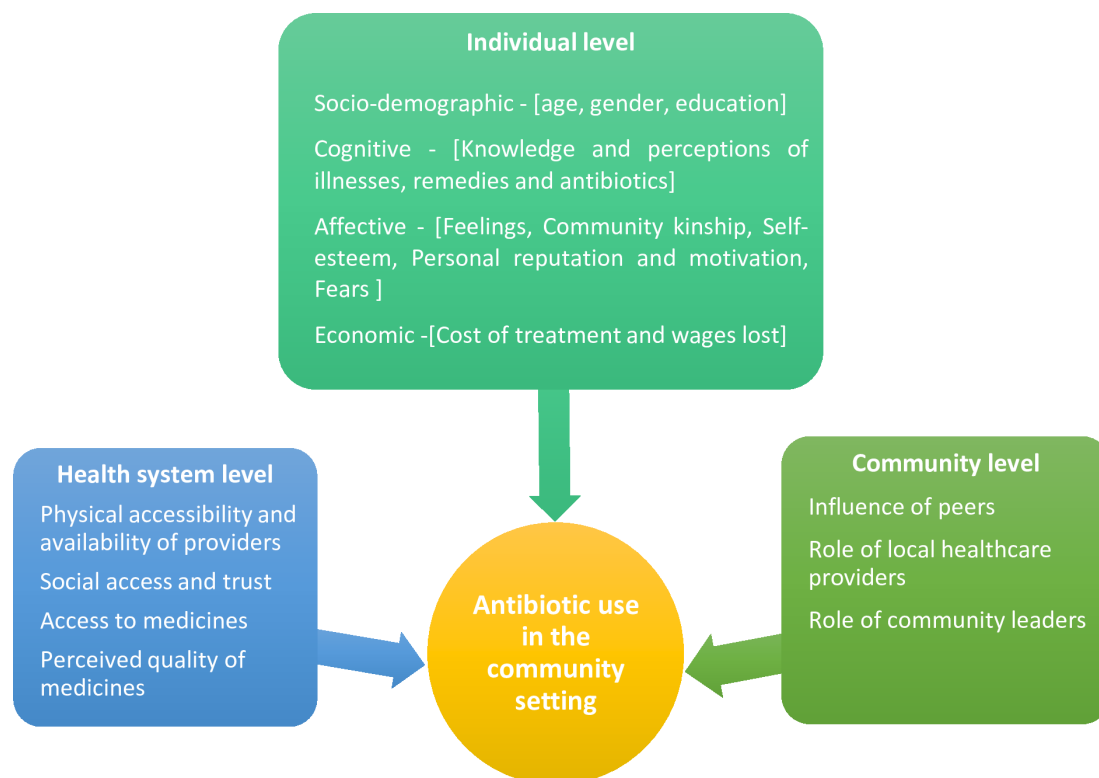 Individual level
Socio-demographic - [age, gender, education]
Cognitive - [Knowledge and perceptions of
illnesses, remedies and antibiotics]
Affective - [Feelings, Community kinship, Self-
esteem, Personal reputation and motivation,
Fears ]
Economic -[Cost of treatment and wages lost]
Health system level
Physical accessibility and
availability of providers
Social access and trust
Access to medicines
Perceived quality of
medicines
Antibiotic use
in the
community
setting
Community level
Influence of peers
Role of local healthcare
providers
Role of community leaders